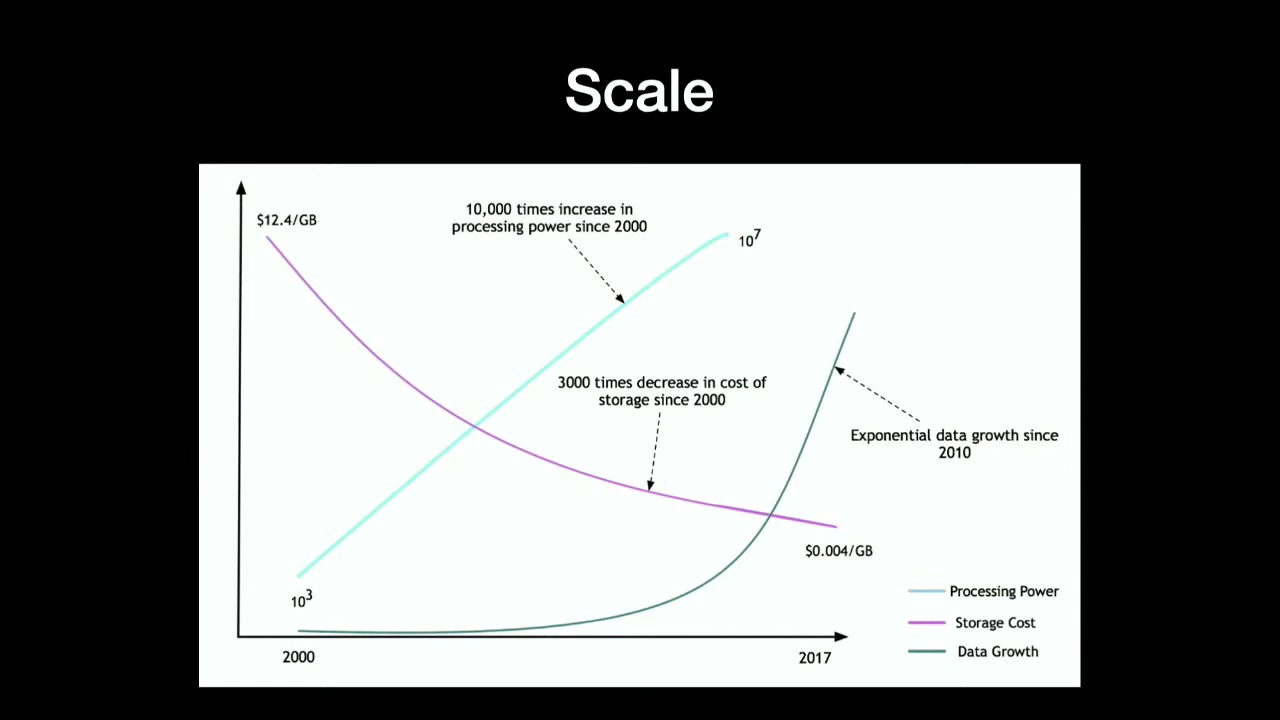 Scale
$12.4/GB
10,000 times increase in
processing power since 2000
10⁷
3000 times decrease in cost of
storage since 2000
Exponential data growth since
2010
$0.004/GB
10³
Processing Power
Storage Cost
Data Growth
2000
2017